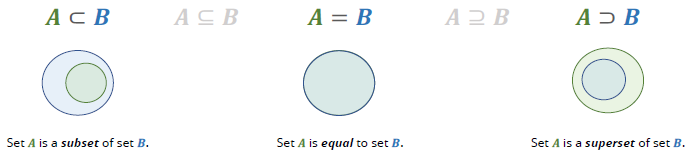 A ⊂ B A ⊆ B A = B A ⊇ B A ⊃ B
Set A is a subset of set B. Set A is equal to set B. Set A is a superset of set B.